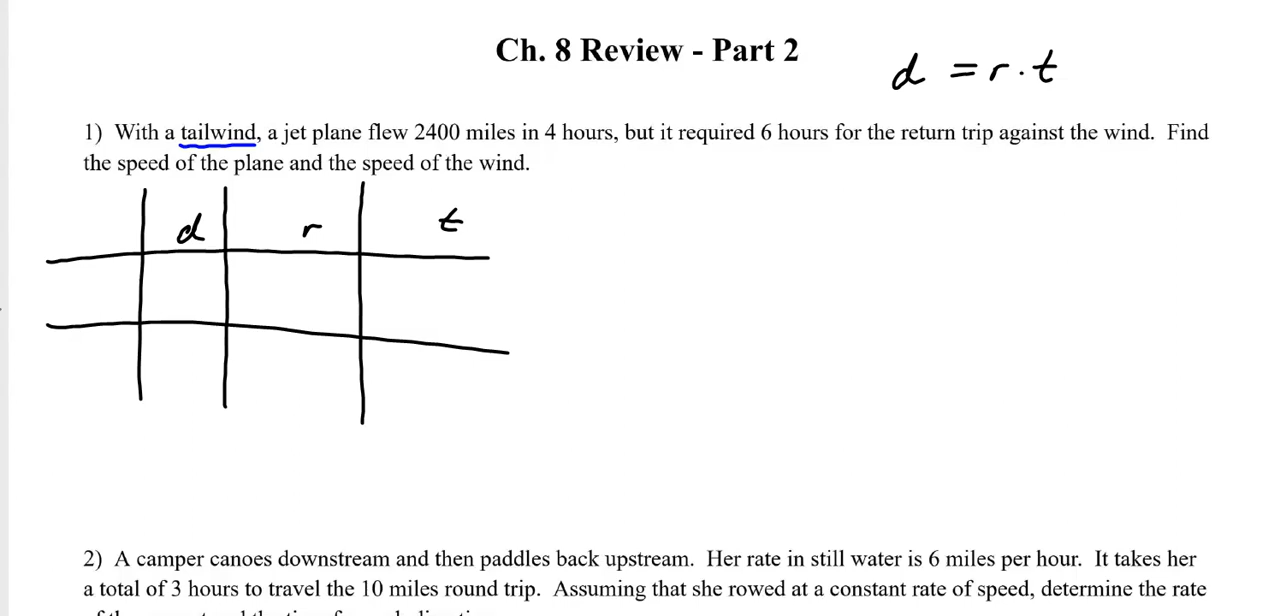 Ch. 8 Review - Part 2
d = r · t
1) With a tailwind, a jet plane flew 2400 miles in 4 hours, but it required 6 hours for the return trip against the wind. Find
the speed of the plane and the speed of the wind.
d r t
2) A camper canoes downstream and then paddles back upstream. Her rate in still water is 6 miles per hour. It takes her
a total of 3 hours to travel the 10 miles round trip. Assuming that she rowed at a constant rate of speed, determine the rate